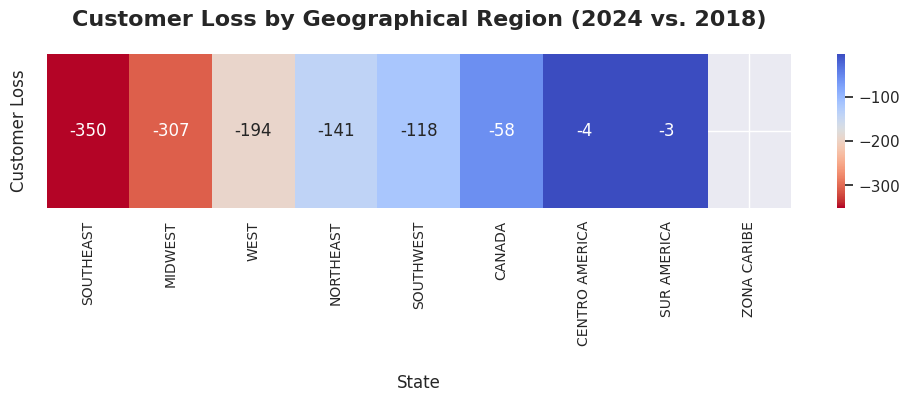 Customer Loss by Geographical Region (2024 vs. 2018)
Customer Loss
-350 -307 -194 -141 -118 -58 -4 -3
−100
−200
−300
SOUTHEAST
MIDWEST
WEST
NORTHEAST
SOUTHWEST
CANADA
CENTRO AMERICA
SUR AMERICA
ZONA CARIBE
State